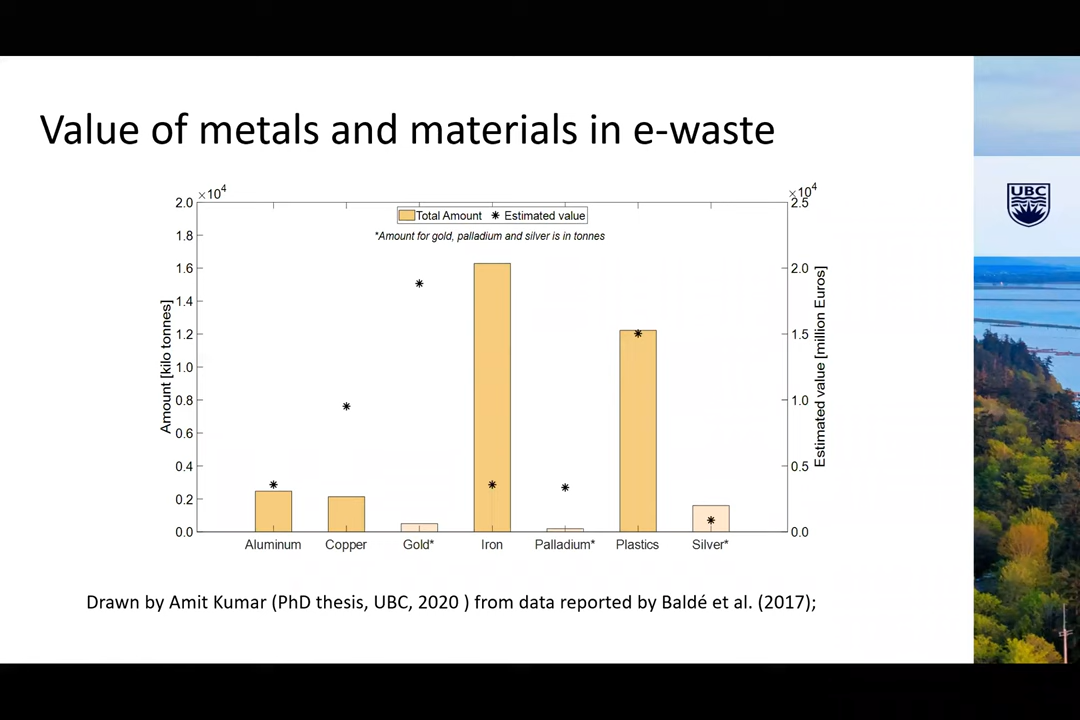 Value of metals and materials in e-waste
UBC
×10⁴
×10⁴
Total Amount
Estimated value
*Amount for gold, palladium and silver is in tonnes
Amount [kilo tonnes]
2.0
1.8
1.6
1.4
1.2
1.0
0.8
0.6
0.4
0.2
0.0
2.5
2.0
1.5
1.0
0.5
0.0
Estimated value [million Euros]
Aluminum
Copper
Gold*
Iron
Palladium*
Plastics
Silver*
Drawn by Amit Kumar (PhD thesis, UBC, 2020 ) from data reported by Baldé et al. (2017);